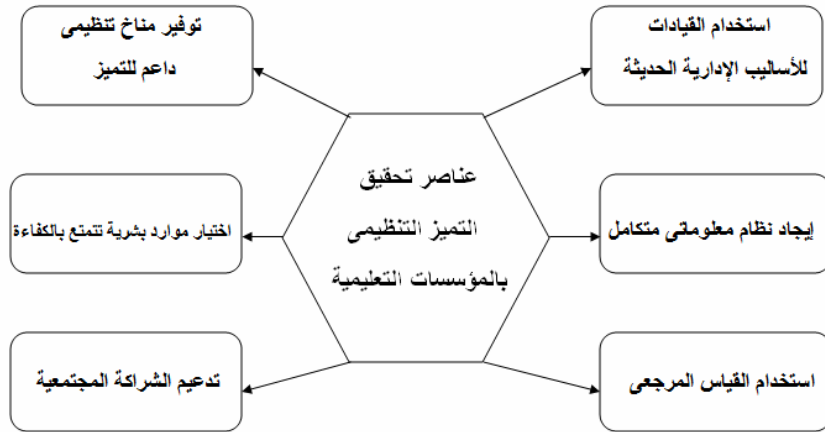 استخدام القيادات
للأساليب الإدارية الحديثة
توفير مناخ تنظيمى
داعم للتميز
عناصر تحقيق
التميز التنظيمى
بالمؤسسات التعليمية
إيجاد نظام معلوماتى متكامل
اختيار موارد بشرية تتمتع بالكفاءة
استخدام القياس المرجعى
تدعيم الشراكة المجتمعية